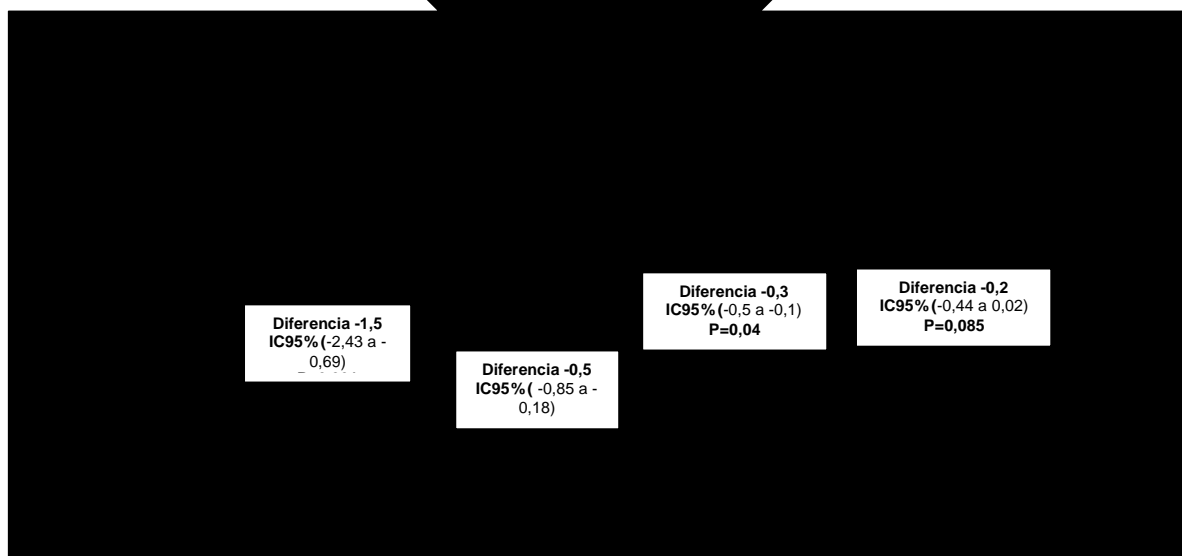 Diferencia -1,5
IC95% (-2,43 a -
0,69)
Diferencia -0,5
IC95% ( -0,85 a -
0,18)
Diferencia -0,3
IC95% (-0,5 a -0,1)
P=0,04
Diferencia -0,2
IC95% (-0,44 a 0,02)
P=0,085